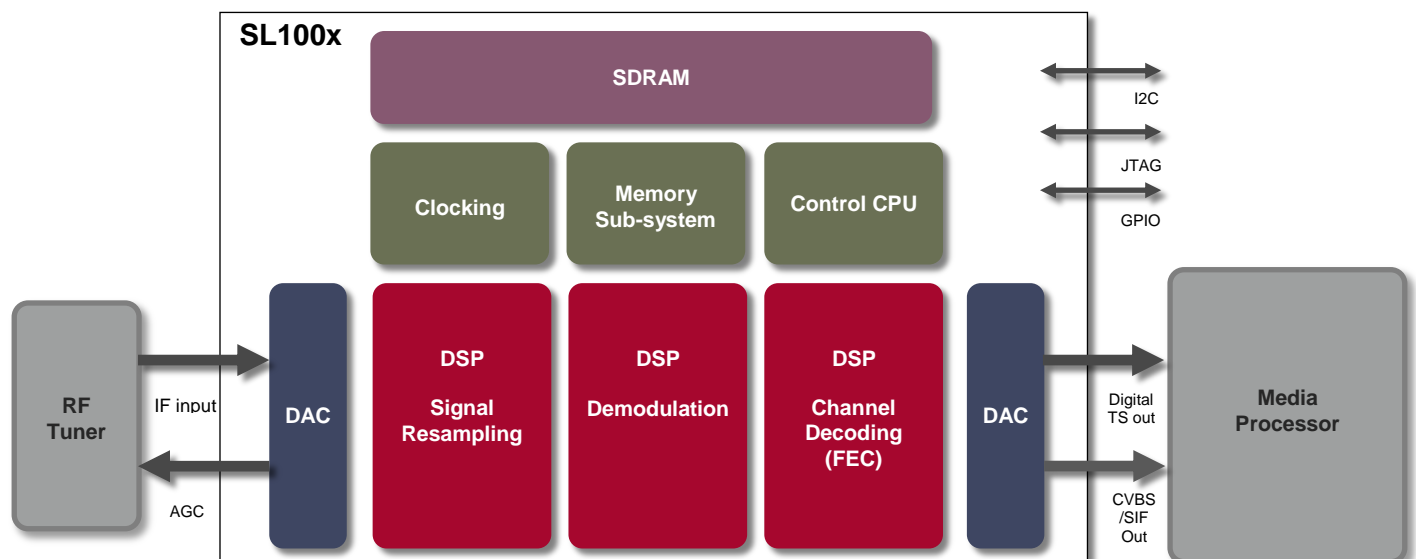 SL100x
SDRAM
I2C
JTAG
GPIO
Clocking
Memory
Sub-system
Control CPU
RF
Tuner
IF input
AGC
DAC
DSP
Signal
Resampling
DSP
Demodulation
DSP
Channel
Decoding
(FEC)
DAC
Digital
TS out
CVBS
/SIF
Out
Media
Processor